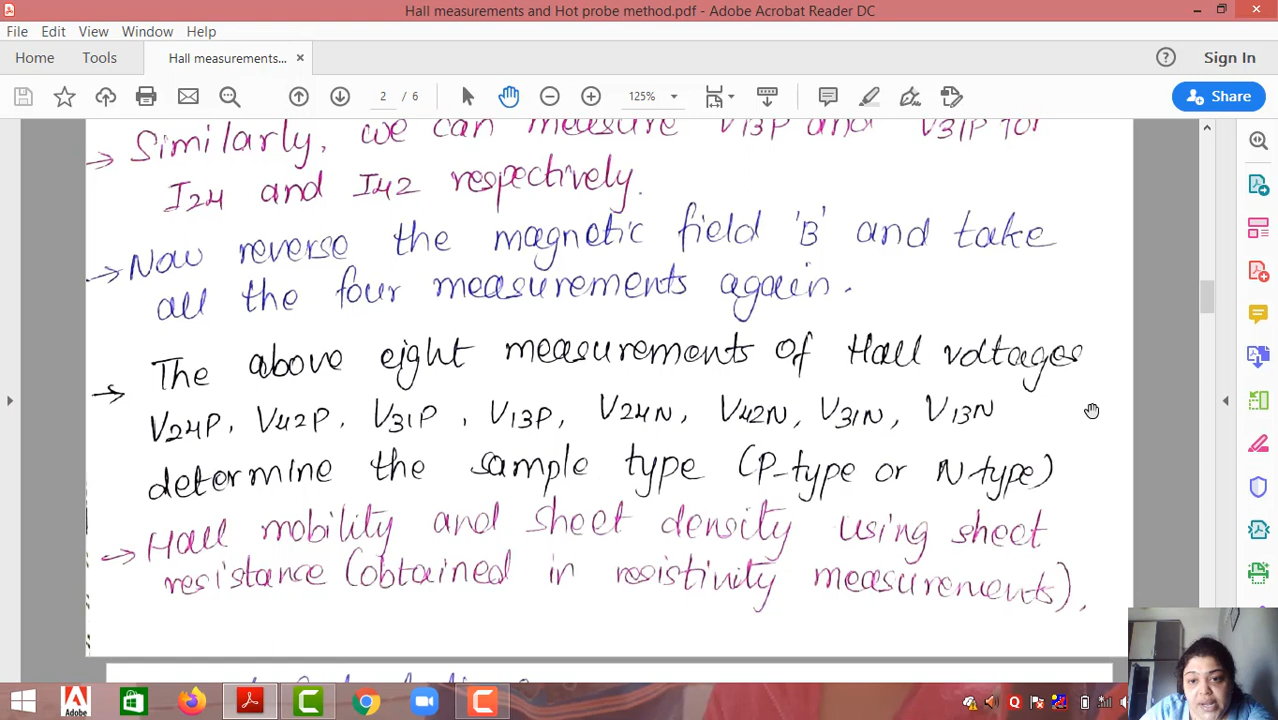 Hall measurements and Hot probe method.pdf - Adobe Acrobat Reader DC
File Edit View Window Help
Home Tools Hall measurements... × Sign In
2 / 6 125% Share
Similarly, we can measure V13P and V31P for
I24 and I42 respectively.
→ Now reverse the magnetic field 'B' and take
all the four measurements again.
→ The above eight measurements of Hall voltages
V24P, V42P, V31P, V13P, V24N, V42N, V31N, V13N
determine the sample type (P-type or N-type)
→ Hall mobility and sheet density using sheet
resistance (obtained in resistivity measurements).
Adobe